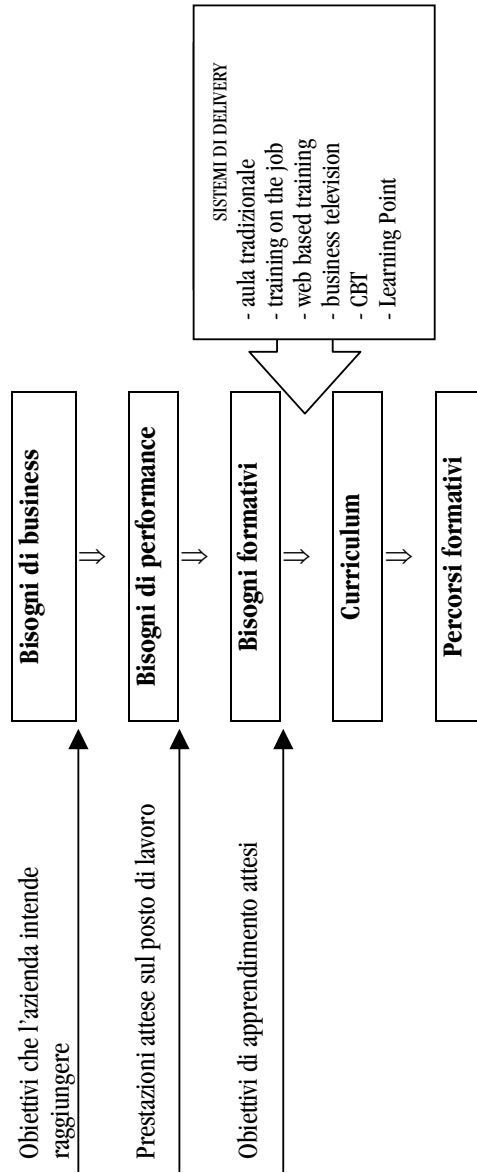 Obiettivi che l'azienda intende
raggiungere
Bisogni di business
⇒
Prestazioni attese sul posto di lavoro
Bisogni di performance
⇒
Obiettivi di apprendimento attesi
Bisogni formativi
⇒
SISTEMI DI DELIVERY
- aula tradizionale
- training on the job
- web based training
- business television
- CBT
- Learning Point
Curriculum
⇒
Percorsi formativi